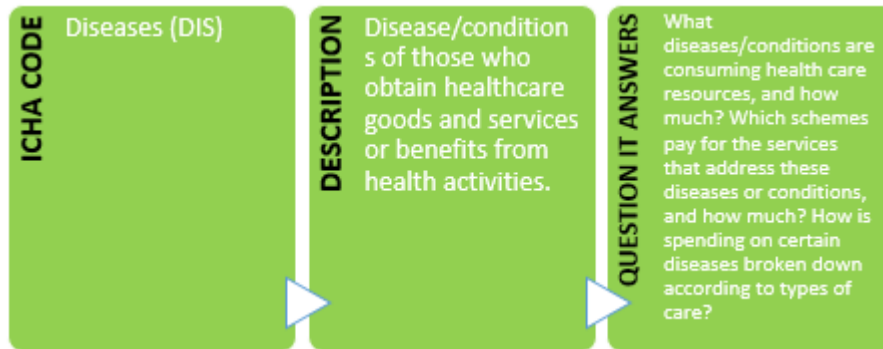 ICHA CODE
Diseases (DIS)
DESCRIPTION
Disease/condition
s of those who
obtain healthcare
goods and services
or benefits from
health activities.
QUESTION IT ANSWERS
What
diseases/conditions are
consuming health care
resources, and how
much? Which schemes
pay for the services
that address these
diseases or conditions,
and how much? How is
spending on certain
diseases broken down
according to types of
care?